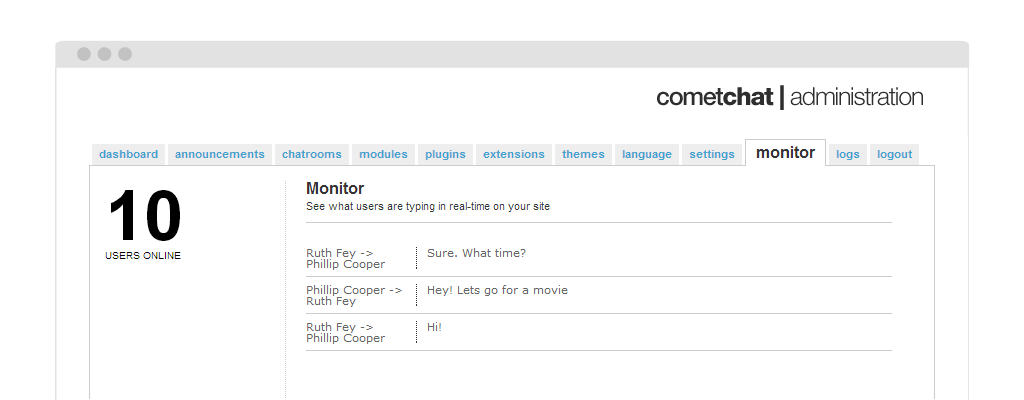 cometchat | administration
dashboard announcements chatrooms modules plugins extensions themes language settings monitor logs logout
10
USERS ONLINE
Monitor
See what users are typing in real-time on your site
Ruth Fey ->
Phillip Cooper
Sure. What time?
Phillip Cooper ->
Ruth Fey
Hey! Lets go for a movie
Ruth Fey ->
Phillip Cooper
Hi!